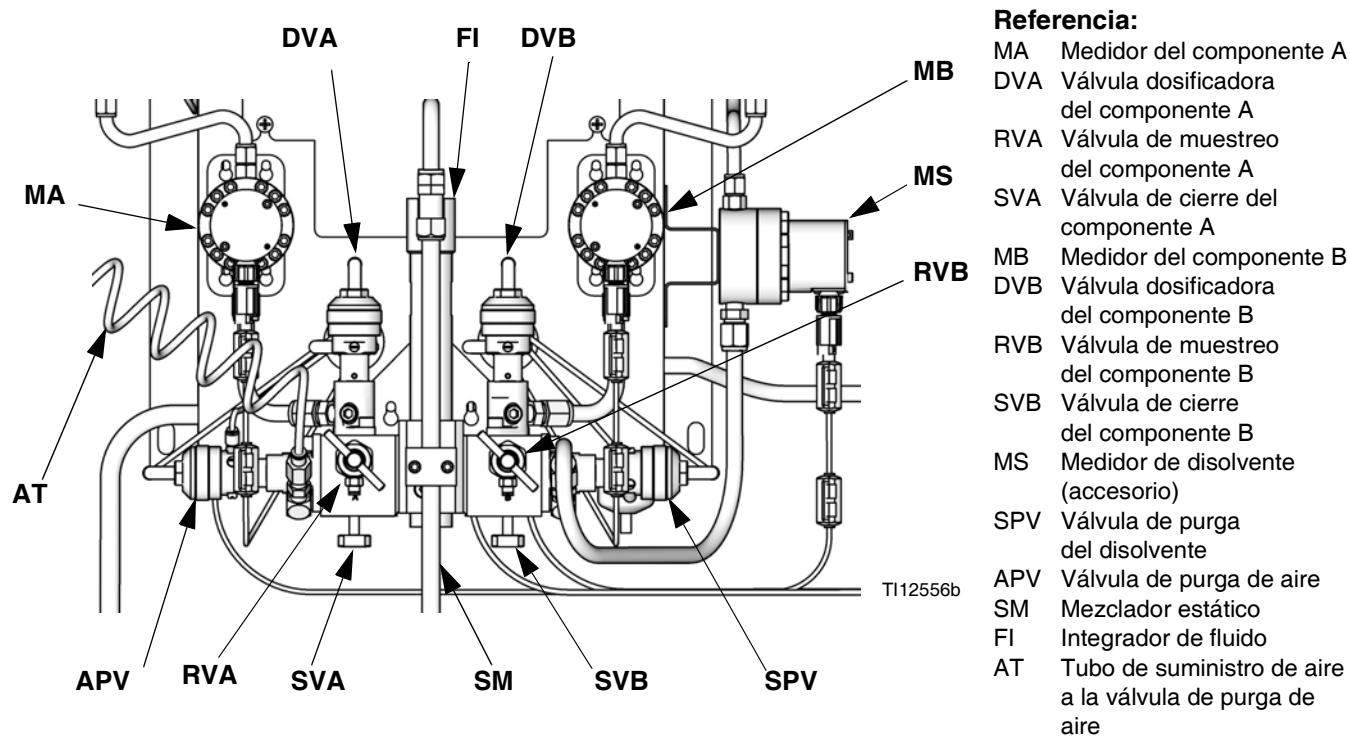 DVA FI DVB
MB
MA
MS
RVB
AT
TI12556b
APV RVA SVA SM SVB SPV
Referencia:
MA Medidor del componente A
DVA Válvula dosificadora
del componente A
RVA Válvula de muestreo
del componente A
SVA Válvula de cierre del
componente A
MB Medidor del componente B
DVB Válvula dosificadora
del componente B
RVB Válvula de muestreo
del componente B
SVB Válvula de cierre
del componente B
MS Medidor de disolvente
(accesorio)
SPV Válvula de purga
del disolvente
APV Válvula de purga de aire
SM Mezclador estático
FI Integrador de fluido
AT Tubo de suministro de aire
a la válvula de purga de
aire